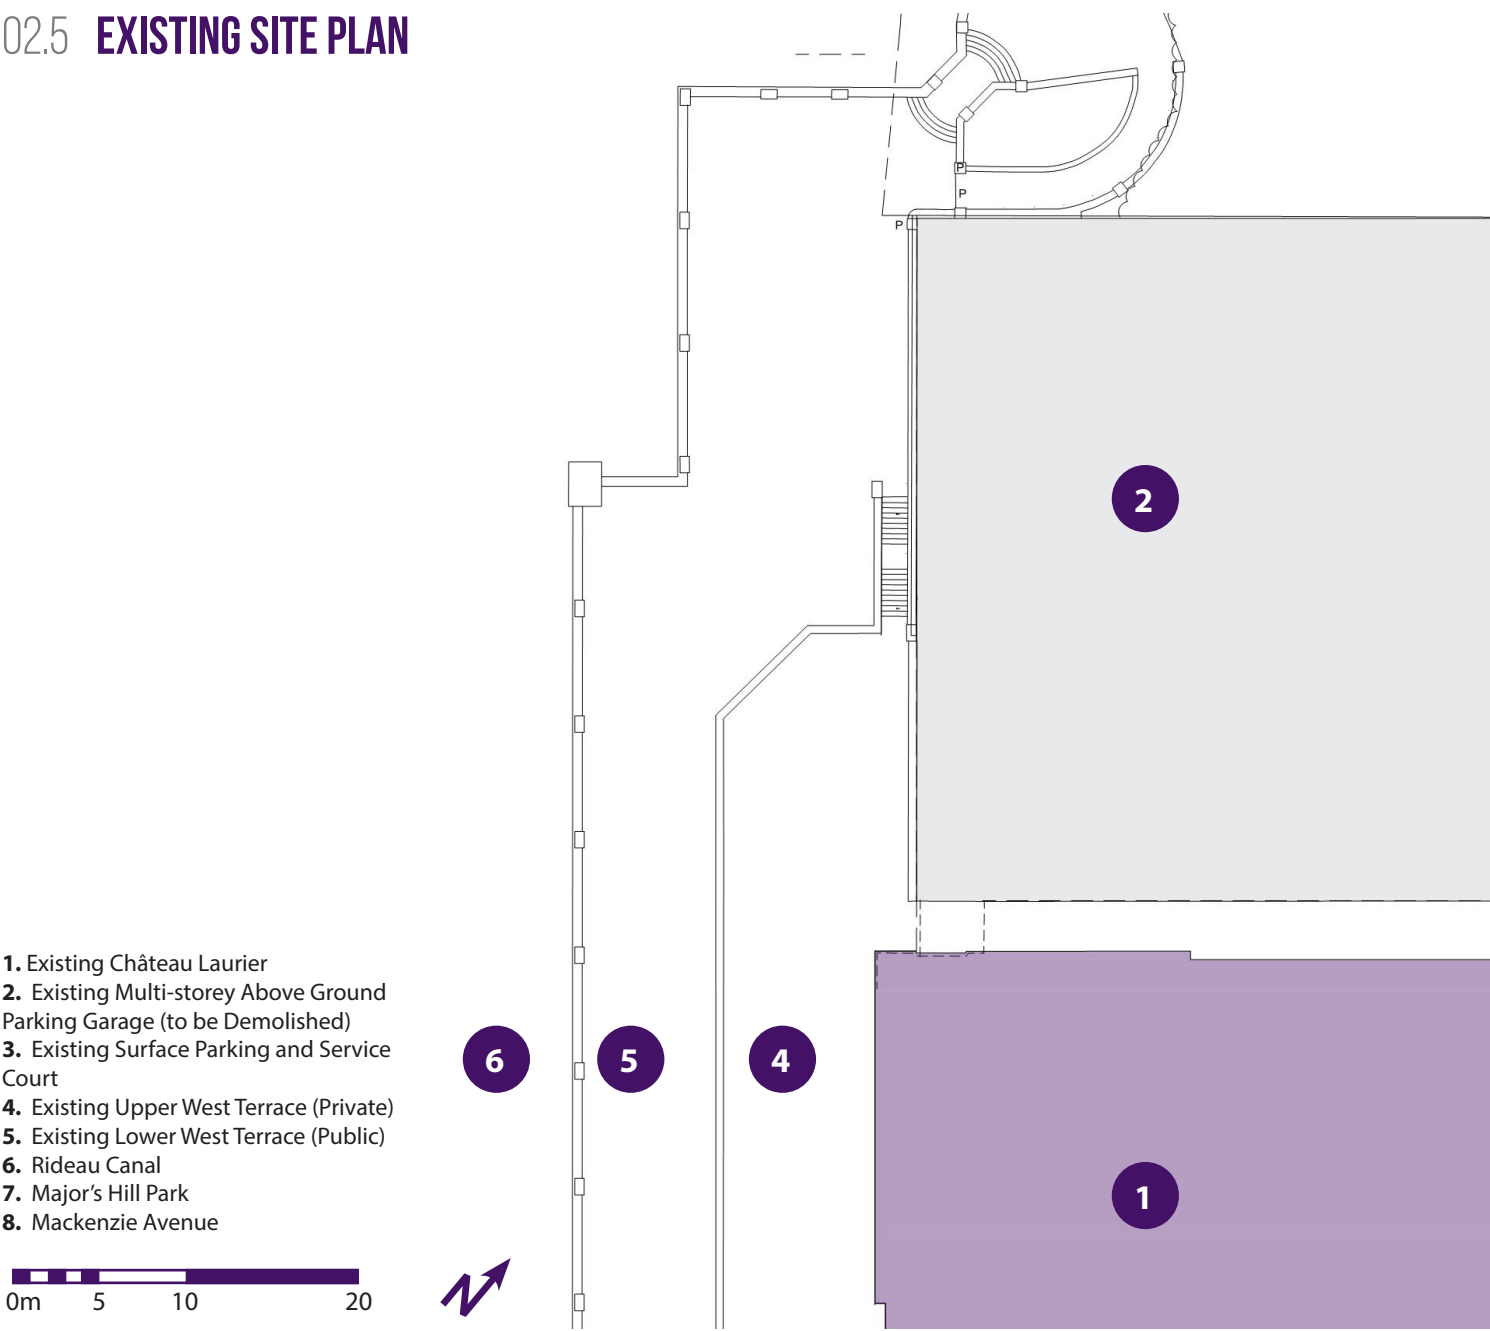 02.5 EXISTING SITE PLAN
P
P
P
2
6
5
4
1
1. Existing Château Laurier
2. Existing Multi-storey Above Ground
Parking Garage (to be Demolished)
3. Existing Surface Parking and Service
Court
4. Existing Upper West Terrace (Private)
5. Existing Lower West Terrace (Public)
6. Rideau Canal
7. Major's Hill Park
8. Mackenzie Avenue
0m 5 10 20
N